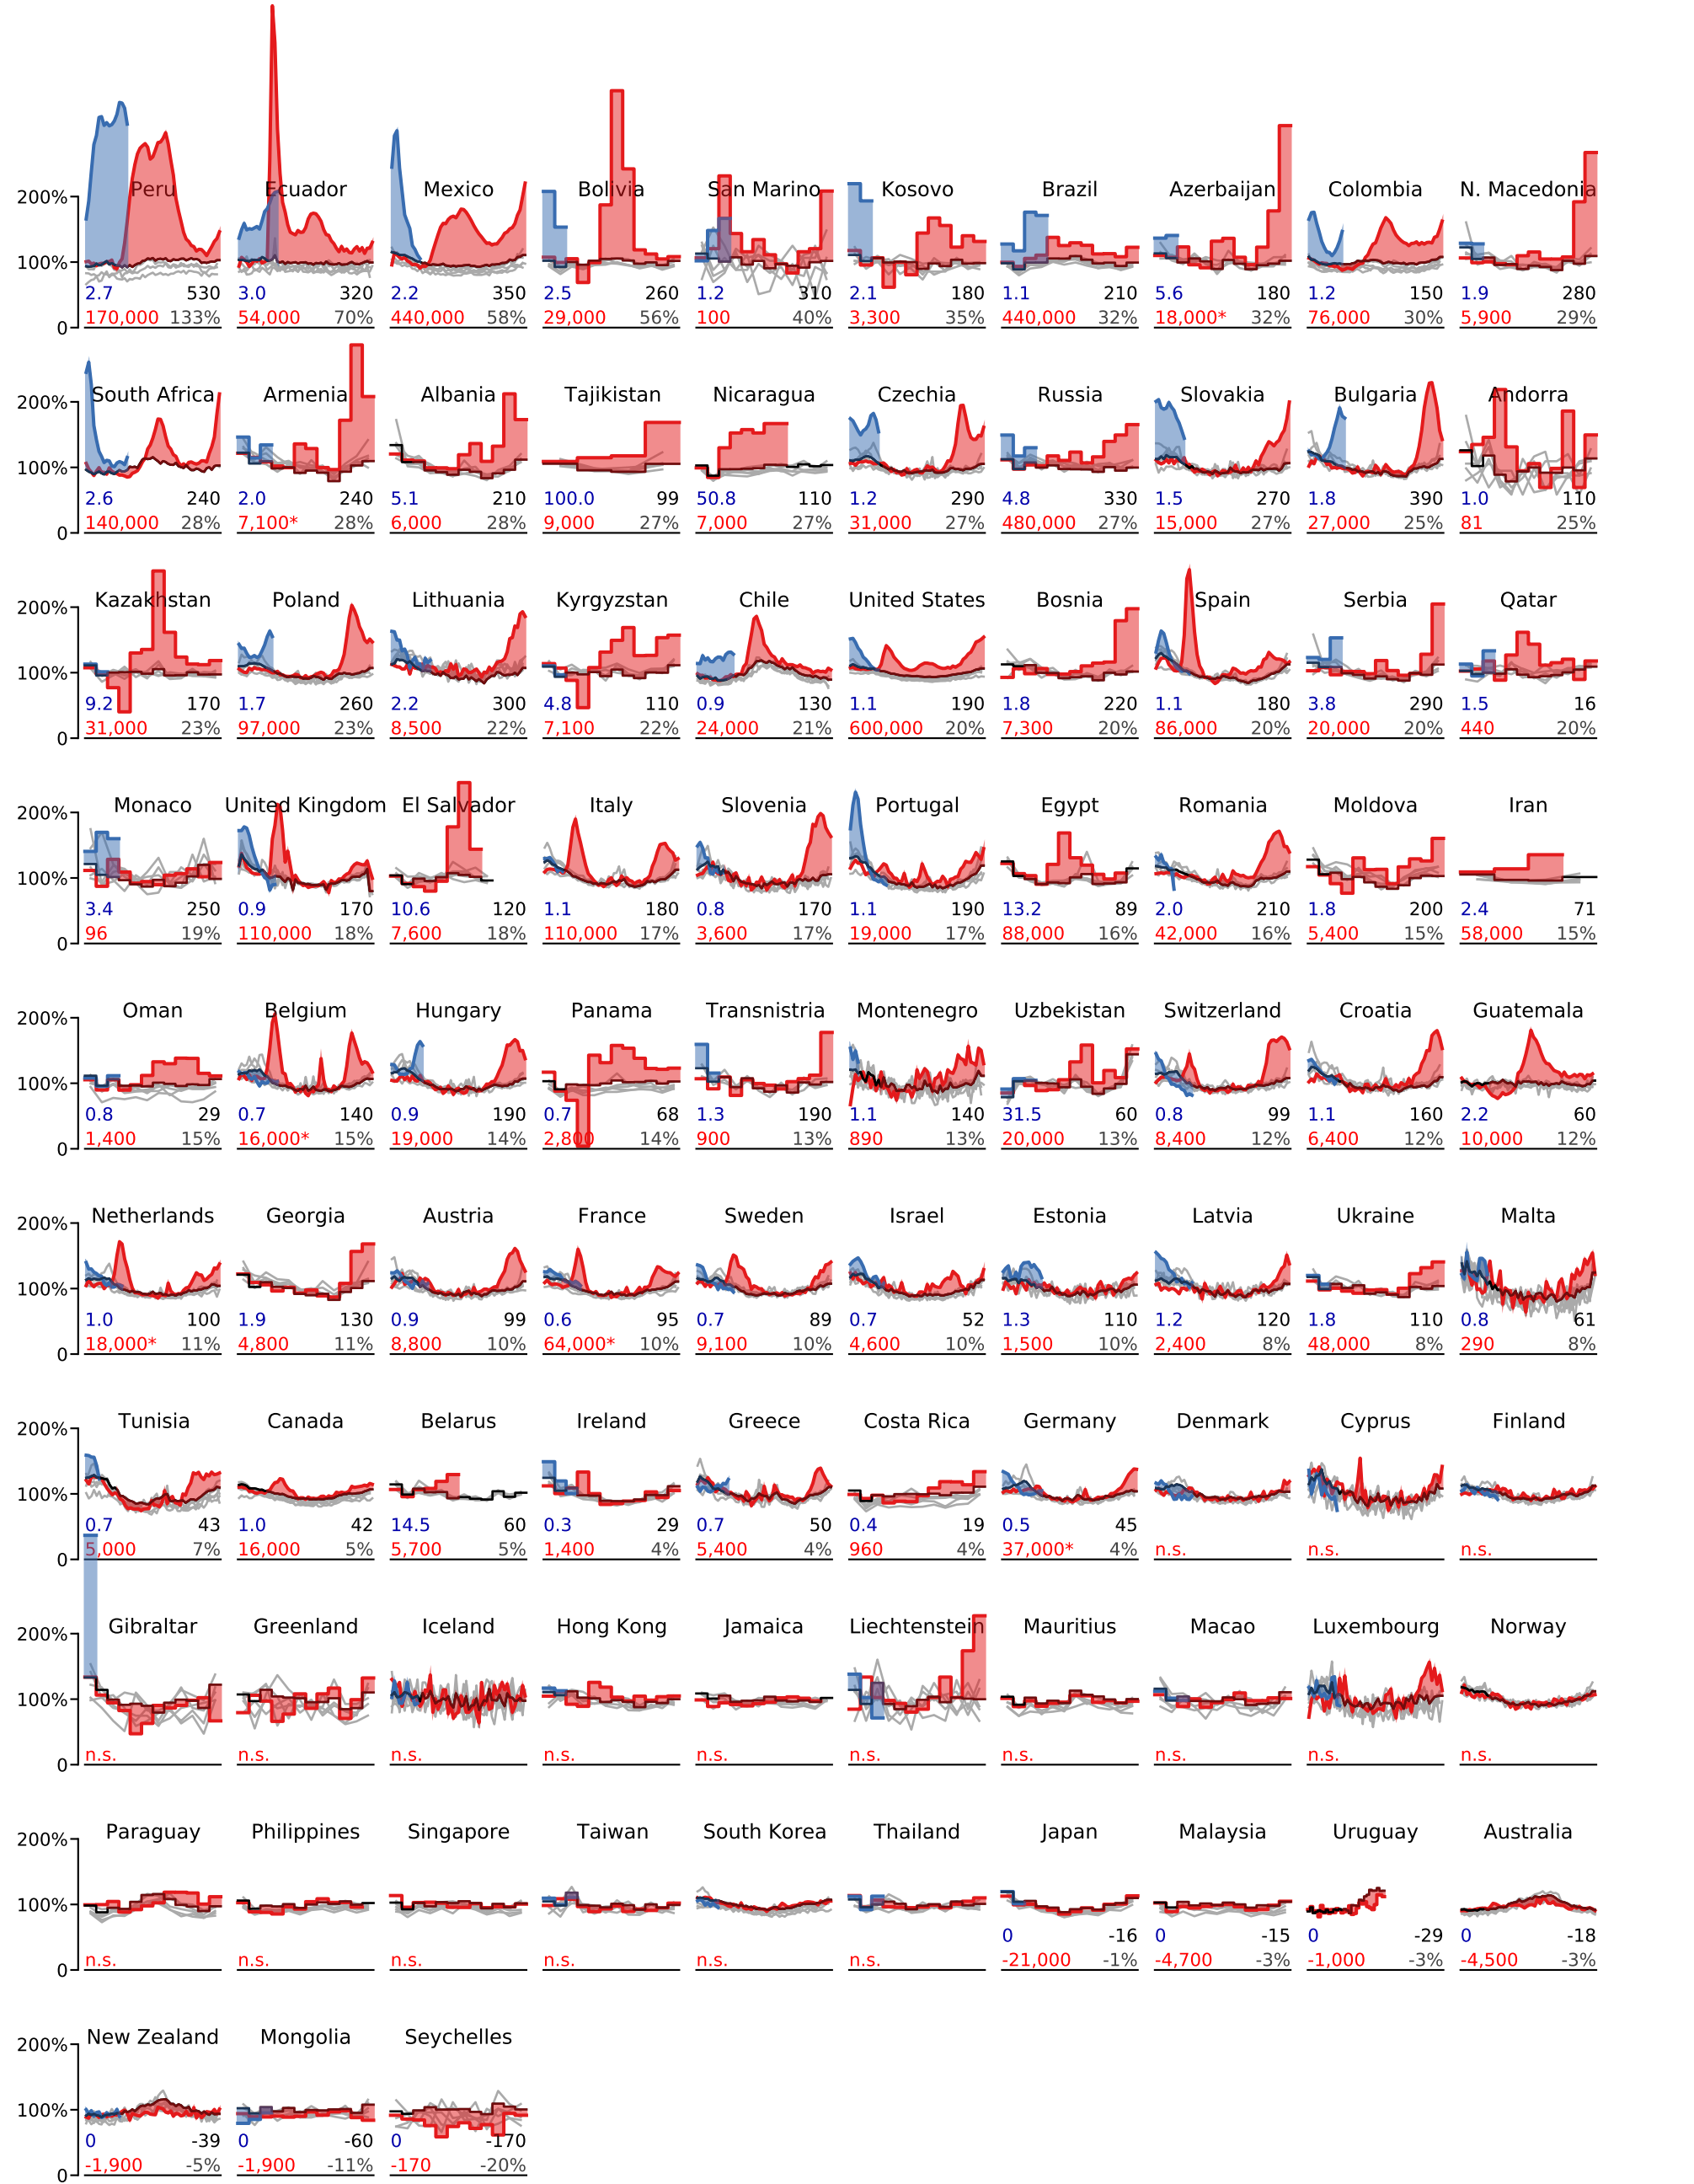 Peru Ecuador Mexico Bolivia San Marino Kosovo Brazil Azerbaijan Colombia N. Macedonia
200%
100%
2.7 530 3.0 320 2.2 350 2.5 260 1.2 310 2.1 180 1.1 210 5.6 180 1.2 150 1.9 280
170,000 133% 54,000 70% 440,000 58% 29,000 56% 100 40% 3,300 35% 440,000 32% 18,000* 32% 76,000 30% 5,900 29%
0
South Africa Armenia Albania Tajikistan Nicaragua Czechia Russia Slovakia Bulgaria Andorra
200%
100%
2.6 240 2.0 240 5.1 210 100.0 99 50.8 110 1.2 290 4.8 330 1.5 270 1.8 390 1.0 110
140,000 28% 7,100* 28% 6,000 28% 9,000 27% 7,000 27% 31,000 27% 480,000 27% 15,000 27% 27,000 25% 81 25%
0
Kazakhstan Poland Lithuania Kyrgyzstan Chile United States Bosnia Spain Serbia Qatar
200%
100%
9.2 170 1.7 260 2.2 300 4.8 110 0.9 130 1.1 190 1.8 220 1.1 180 3.8 290 1.5 16
31,000 23% 97,000 23% 8,500 22% 7,100 22% 24,000 21% 600,000 20% 7,300 20% 86,000 20% 20,000 20% 440 20%
0
Monaco United Kingdom El Salvador Italy Slovenia Portugal Egypt Romania Moldova Iran
200%
100%
3.4 250 0.9 170 10.6 120 1.1 180 0.8 170 1.1 190 13.2 89 2.0 210 1.8 200 2.4 71
96 19% 110,000 18% 7,600 18% 110,000 17% 3,600 17% 19,000 17% 88,000 16% 42,000 16% 5,400 15% 58,000 15%
0
Oman Belgium Hungary Panama Transnistria Montenegro Uzbekistan Switzerland Croatia Guatemala
200%
100%
0.8 29 0.7 140 0.9 190 0.7 68 1.3 190 1.1 140 31.5 60 0.8 99 1.1 160 2.2 60
1,400 15% 16,000* 15% 19,000 14% 2,800 14% 900 13% 890 13% 20,000 13% 8,400 12% 6,400 12% 10,000 12%
0
Netherlands Georgia Austria France Sweden Israel Estonia Latvia Ukraine Malta
200%
100%
1.0 100 1.9 130 0.9 99 0.6 95 0.7 89 0.7 52 1.3 110 1.2 120 1.8 110 0.8 61
18,000* 11% 4,800 11% 8,800 10% 64,000* 10% 9,100 10% 4,600 10% 1,500 10% 2,400 8% 48,000 8% 290 8%
0
Tunisia Canada Belarus Ireland Greece Costa Rica Germany Denmark Cyprus Finland
200%
100%
0.7 43 1.0 42 14.5 60 0.3 29 0.7 50 0.4 19 0.5 45
5,000 7% 16,000 5% 5,700 5% 1,400 4% 5,400 4% 960 4% 37,000* 4% n.s. n.s. n.s.
0
Gibraltar Greenland Iceland Hong Kong Jamaica Liechtenstein Mauritius Macao Luxembourg Norway
200%
100%
n.s. n.s. n.s. n.s. n.s. n.s. n.s. n.s. n.s. n.s.
0
Paraguay Philippines Singapore Taiwan South Korea Thailand Japan Malaysia Uruguay Australia
200%
100%
0 -16 0 -15 0 -29 0 -18
n.s. n.s. n.s. n.s. n.s. n.s. -21,000 -1% -4,700 -3% -1,000 -3% -4,500 -3%
0
New Zealand Mongolia Seychelles
200%
100%
0 -39 0 -60 0 -170
-1,900 -5% -1,900 -11% -170 -20%
0